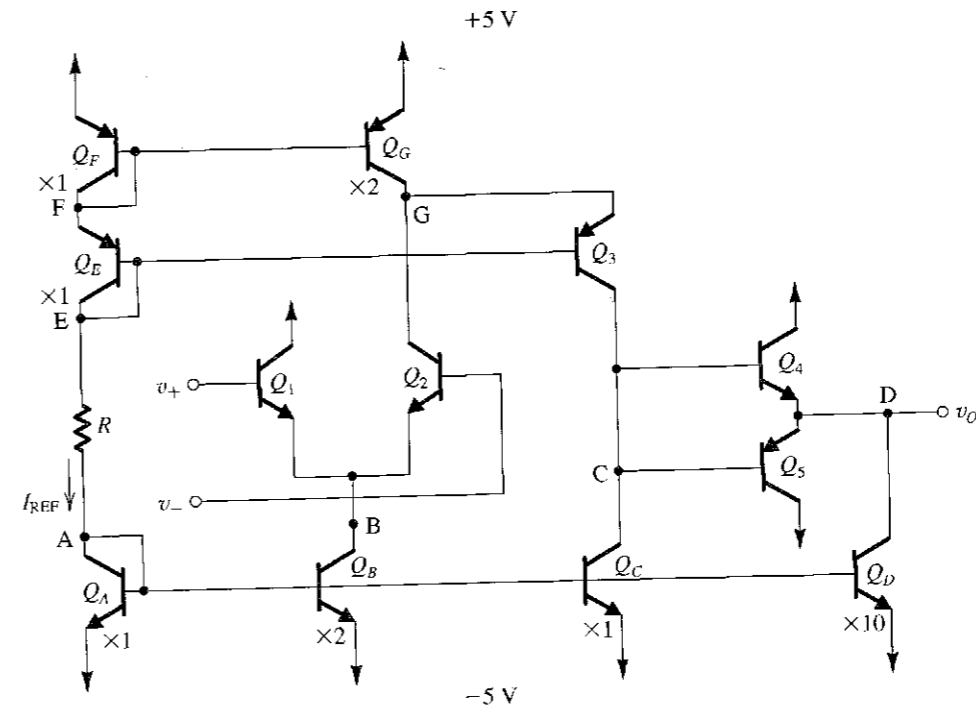 +5 V
Q_F
×1
Q_G
×2
F
G
Q_E
×1
Q_3
E
v_+
Q_1
Q_2
Q_4
D
v_O
R
C
Q_5
I_REF
v_−
A
B
Q_A
×1
Q_B
×2
Q_C
×1
Q_D
×10
−5 V